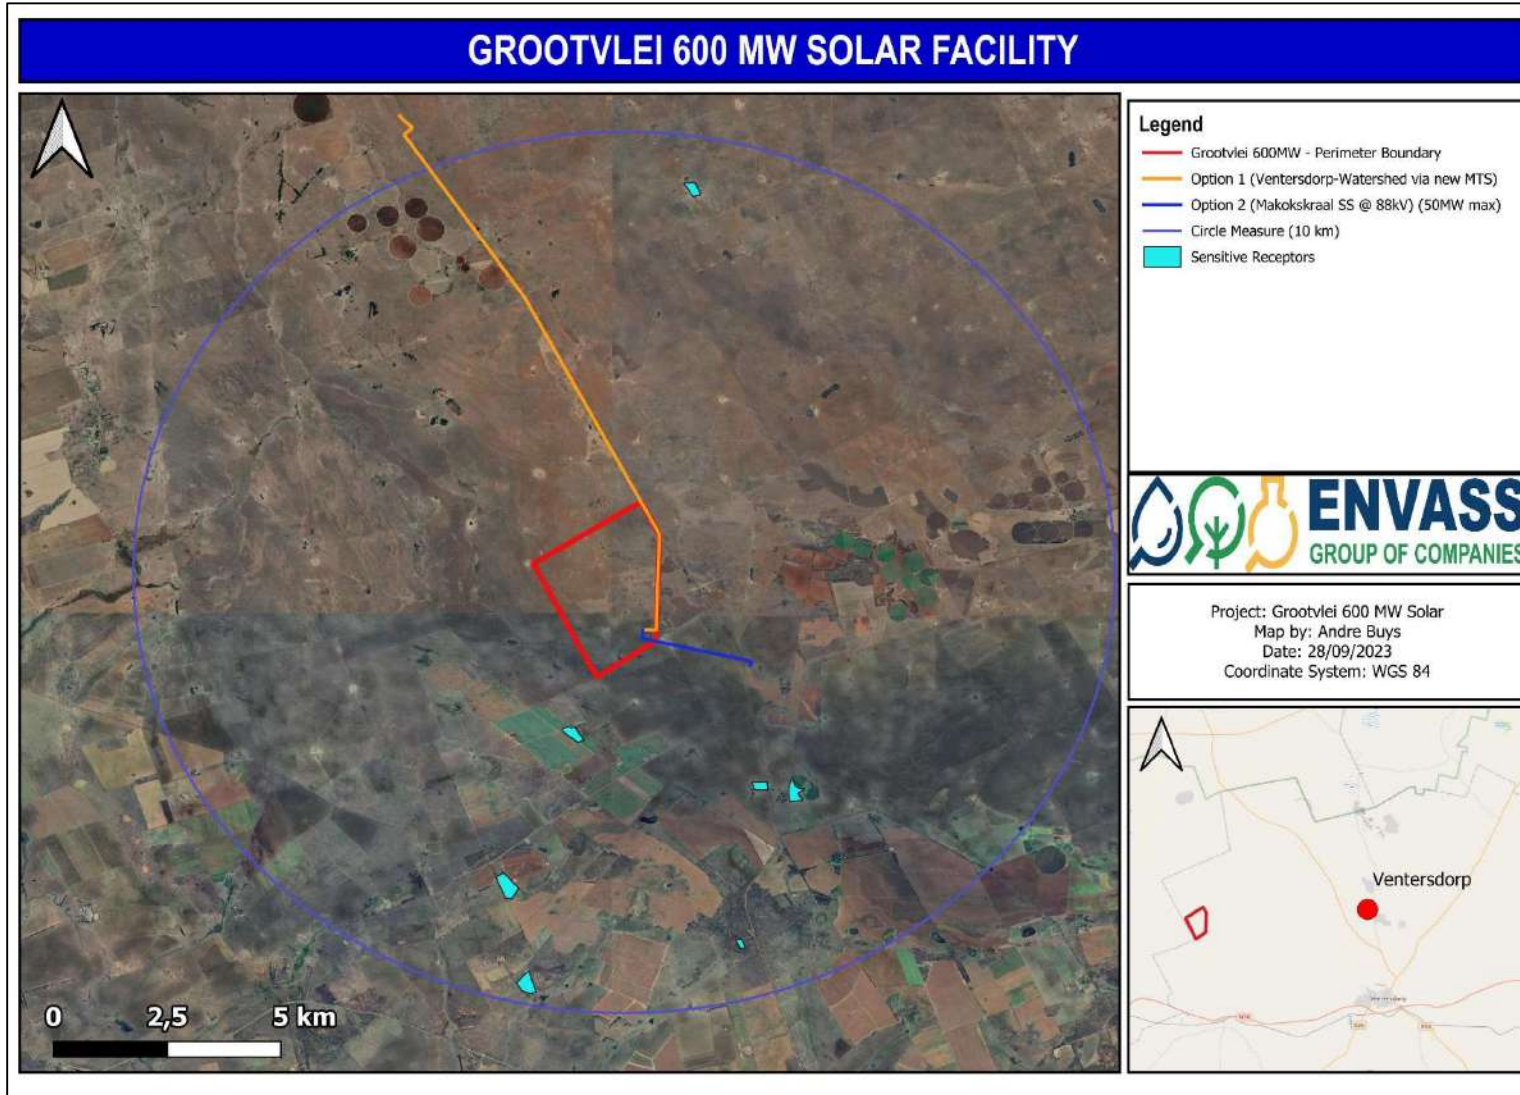 GROOTVLEI 600 MW SOLAR FACILITY
Legend
Grootvlei 600MW - Perimeter Boundary
Option 1 (Ventersdorp-Watershed via new MTS)
Option 2 (Makokskraal SS @ 88kV) (50MW max)
Circle Measure (10 km)
Sensitive Receptors
ENVASS
GROUP OF COMPANIES
Project: Grootvlei 600 MW Solar
Map by: Andre Buys
Date: 28/09/2023
Coordinate System: WGS 84
Ventersdorp
0 2,5 5 km